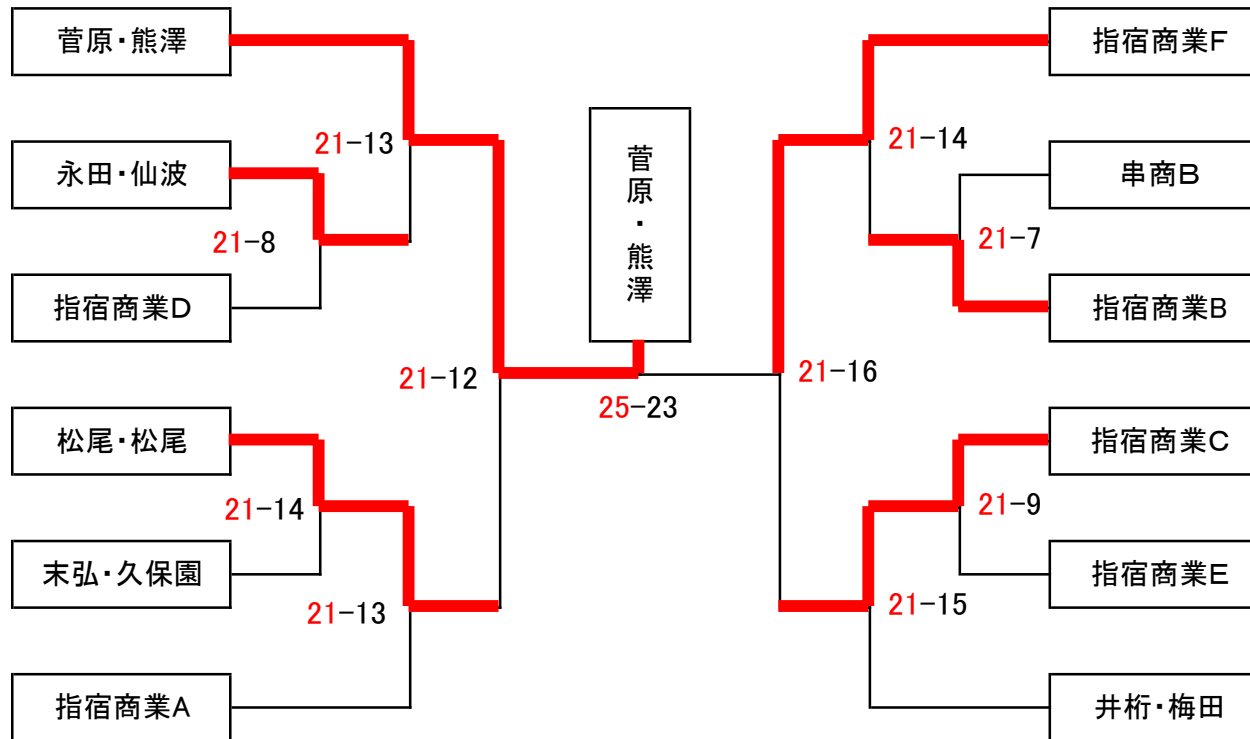 菅原・熊澤
指宿商業F
21-13
菅原・熊澤
21-14
永田・仙波
串商B
21-8
21-7
指宿商業D
指宿商業B
21-12
21-16
25-23
松尾・松尾
指宿商業C
21-14
21-9
末弘・久保園
指宿商業E
21-13
21-15
指宿商業A
井桁・梅田